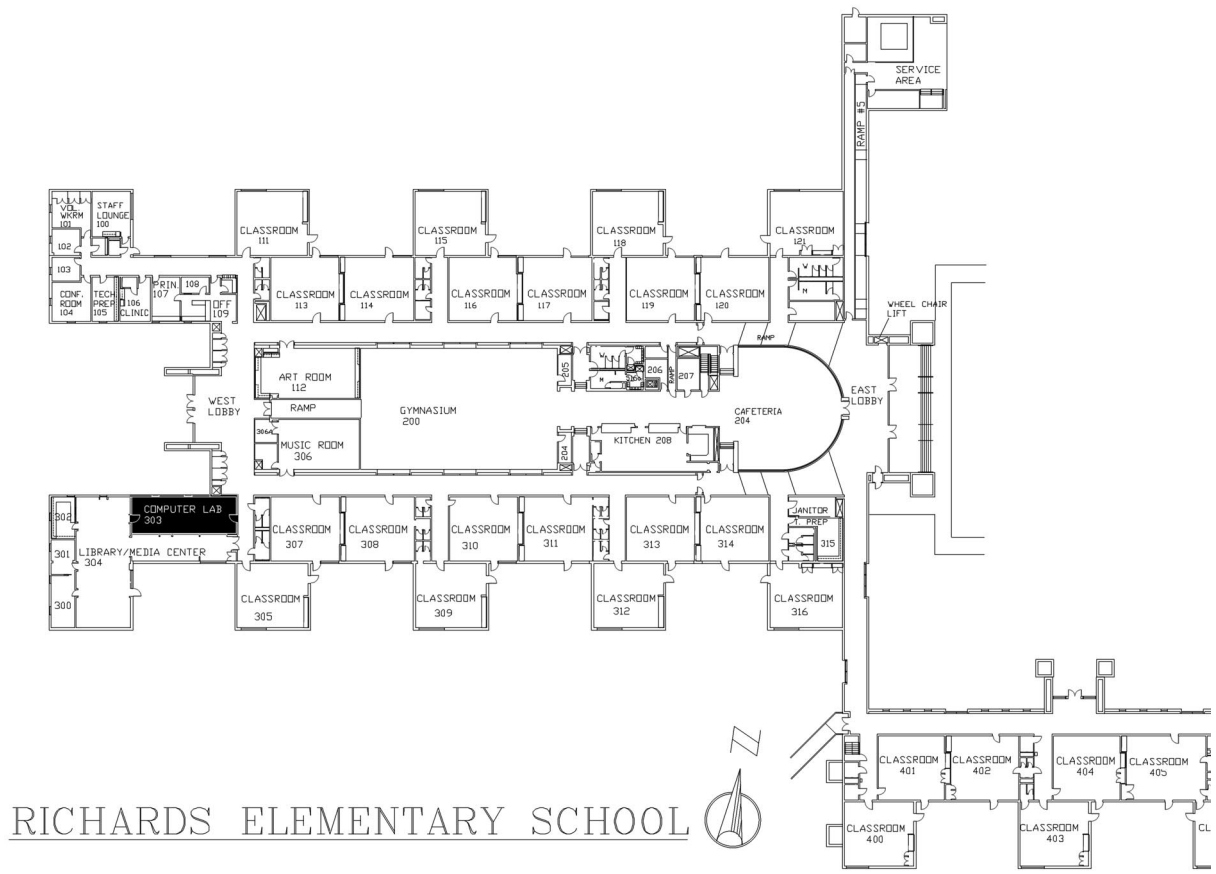 SERVICE
AREA
RAMP #5
VOL.
WKRM
101
STAFF
LOUNGE
100
102
103
CONF.
ROOM
104
TECH.
PREP
105
106
CLINIC
PRIN.
107
108
OFF
109
CLASSROOM
111
CLASSROOM
115
CLASSROOM
118
CLASSROOM
121
CLASSROOM
113
CLASSROOM
114
CLASSROOM
116
CLASSROOM
117
CLASSROOM
119
CLASSROOM
120
W
M
WHEEL CHAIR
LIFT
RAMP
ART ROOM
112
RAMP
WEST
LOBBY
GYMNASIUM
200
205
W
M
206
RAMP
207
CAFETERIA
204
EAST
LOBBY
306A
MUSIC ROOM
306
204
KITCHEN 208
302
COMPUTER LAB
303
301
LIBRARY/MEDIA CENTER
304
300
CLASSROOM
307
CLASSROOM
308
CLASSROOM
310
CLASSROOM
311
CLASSROOM
313
CLASSROOM
314
JANITOR
T. PREP
315
CLASSROOM
305
CLASSROOM
309
CLASSROOM
312
CLASSROOM
316
CLASSROOM
401
CLASSROOM
402
CLASSROOM
404
CLASSROOM
405
CLASSROOM
400
CLASSROOM
403
N
RICHARDS ELEMENTARY SCHOOL